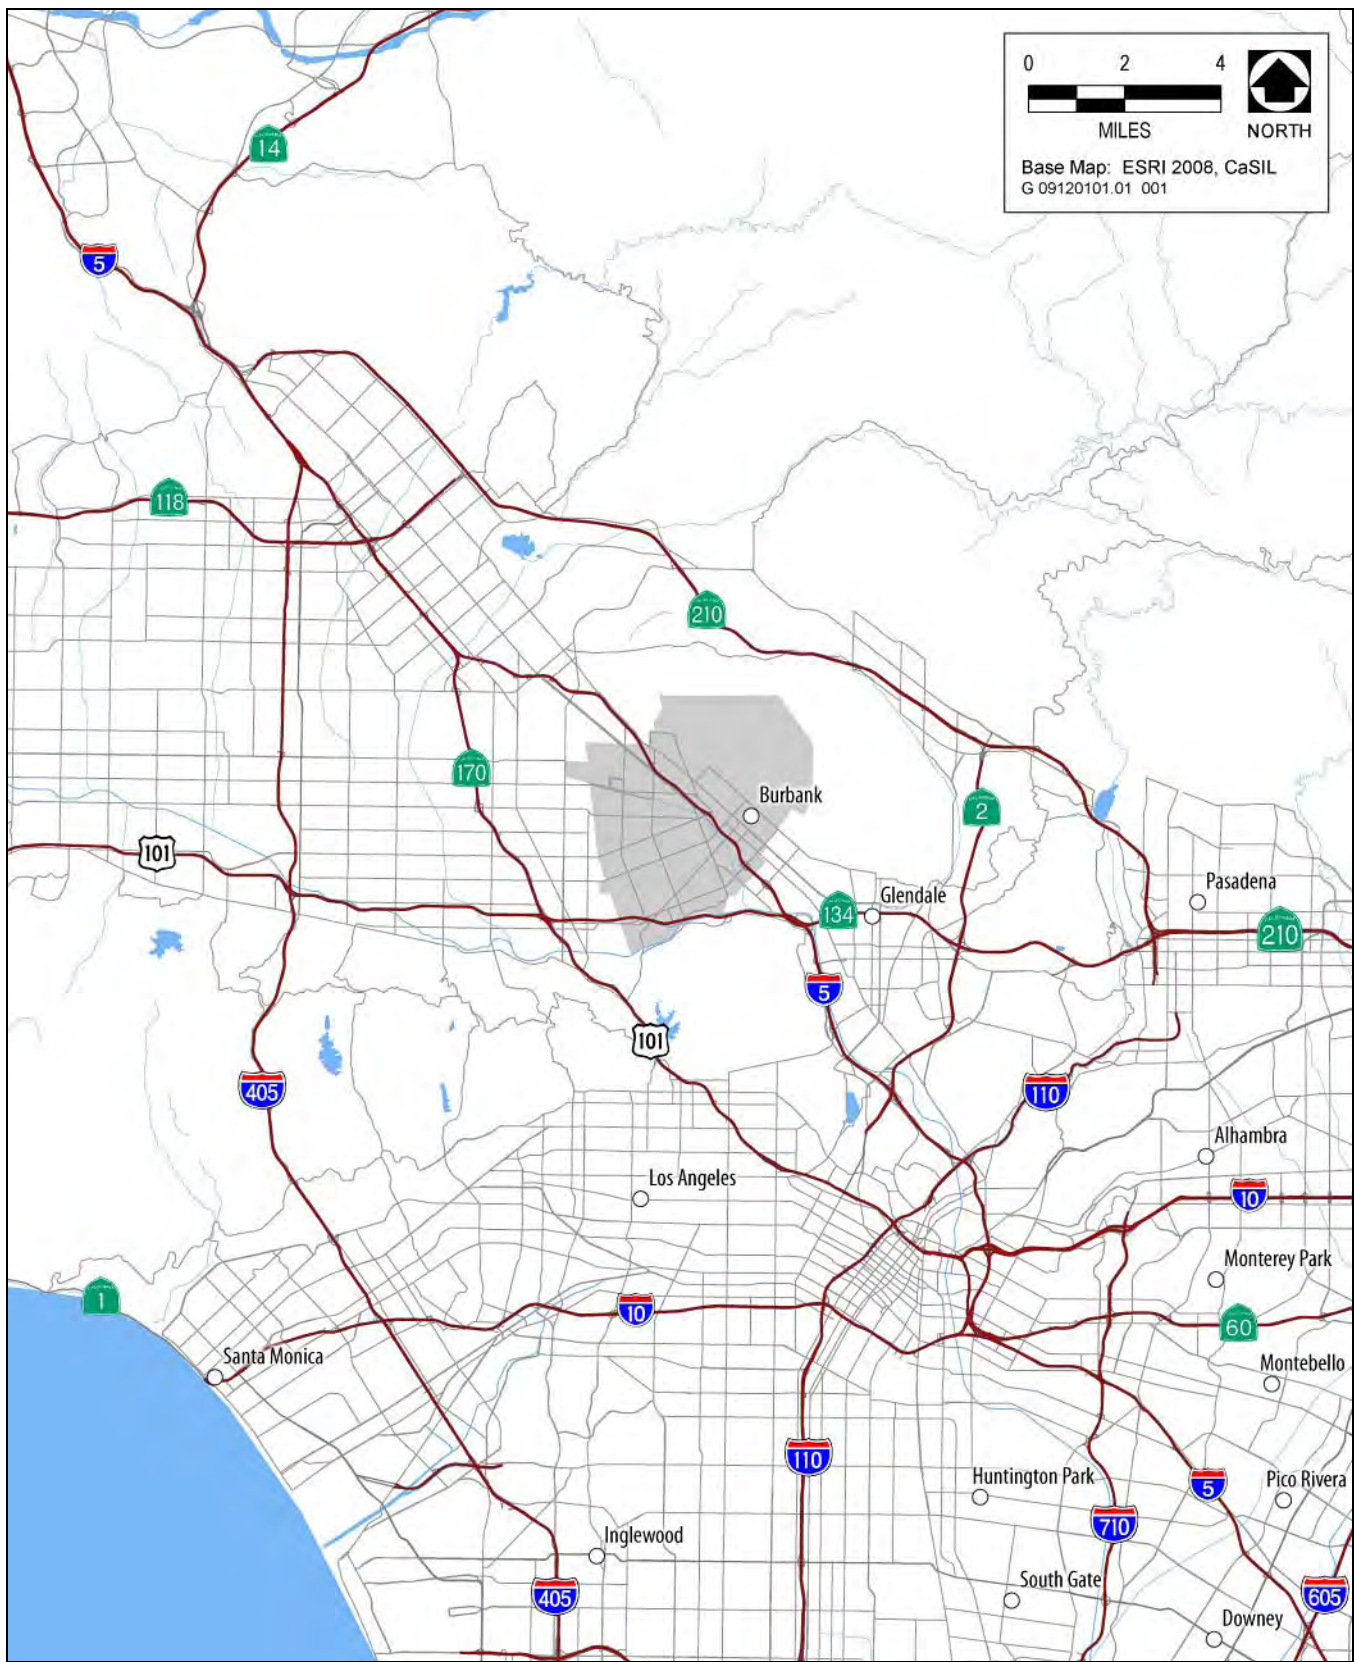 0 2 4
MILES
NORTH
Base Map: ESRI 2008, CaSIL
G 09120101.01 001
14
5
118
210
170
Burbank
2
101
Pasadena
Glendale
134
210
5
101
405
110
Alhambra
Los Angeles
10
Monterey Park
1
10
60
Santa Monica
Montebello
110
Huntington Park
Pico Rivera
5
710
Inglewood
South Gate
405
605
Downey